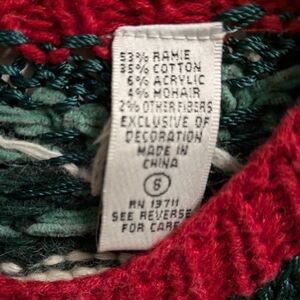 53% RAMIE
35% COTTON
6% ACRYLIC
4% MOHAIR
2% OTHER FIBERS
EXCLUSIVE OF
DECORATION
MADE IN
CHINA
6
RN 13711
SEE REVERSE
FOR CARE